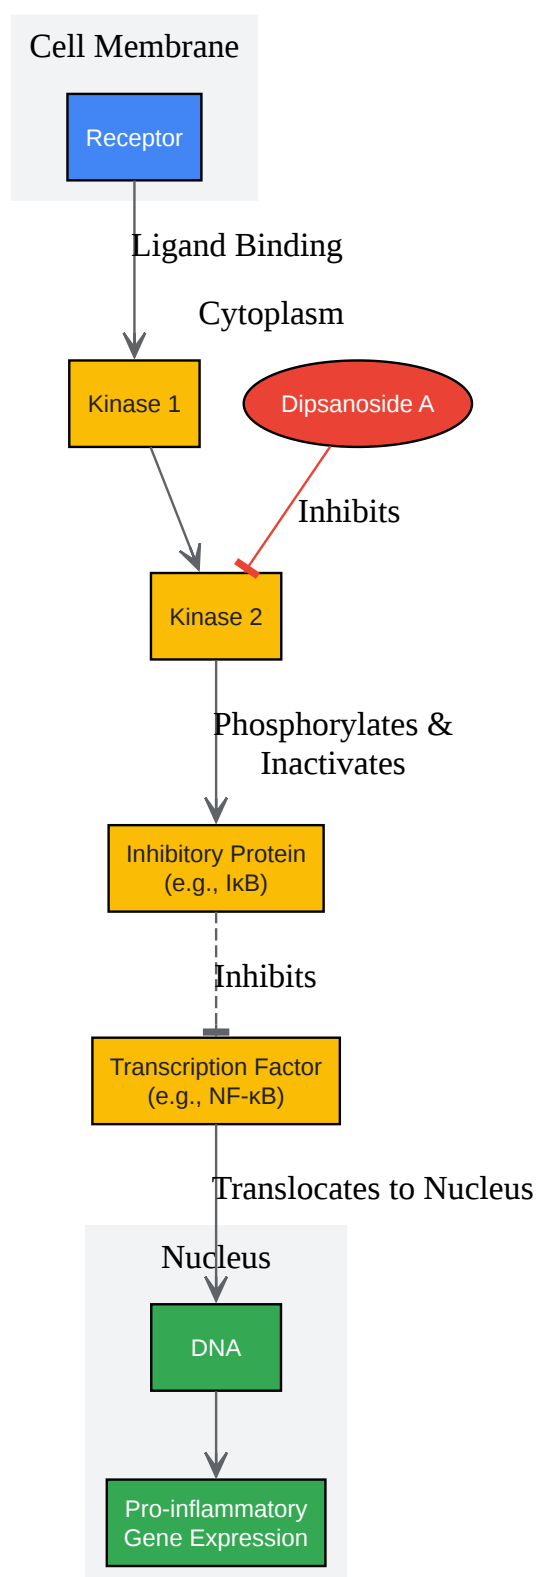 Cell Membrane
Receptor
Ligand Binding
Cytoplasm
Kinase 1
Dipsanoside A
Inhibits
Kinase 2
Phosphorylates &
Inactivates
Inhibitory Protein
(e.g., IκB)
Inhibits
Transcription Factor
(e.g., NF-κB)
Translocates to Nucleus
Nucleus
DNA
Pro-inflammatory
Gene Expression